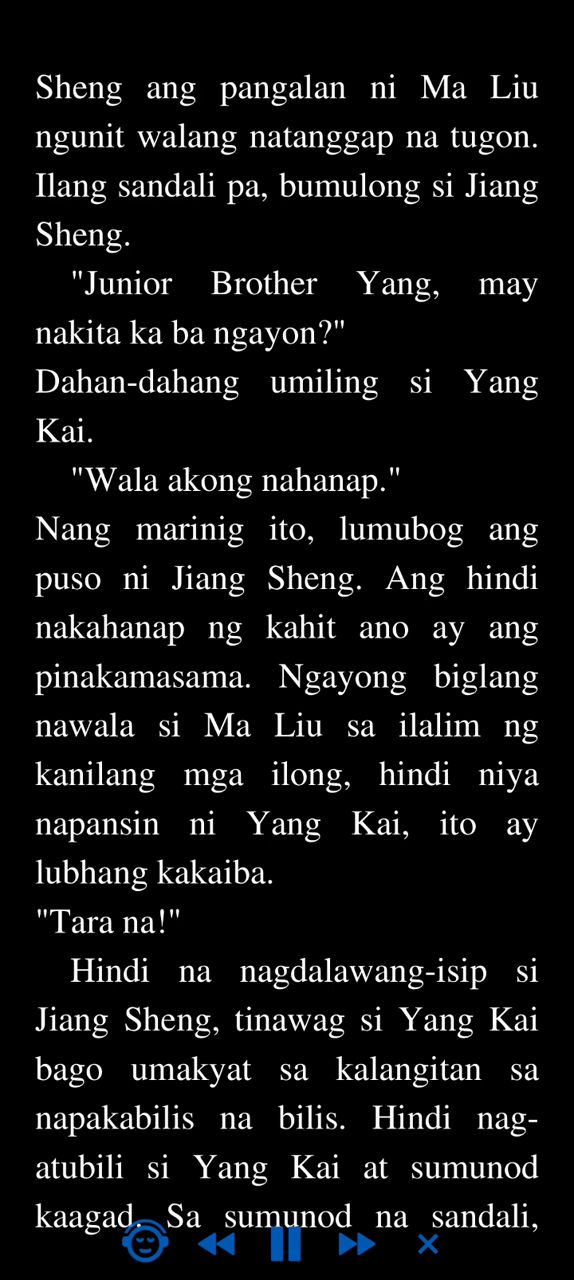 Sheng ang pangalan ni Ma Liu
ngunit walang natanggap na tugon.
Ilang sandali pa, bumulong si Jiang
Sheng.
"Junior Brother Yang, may
nakita ka ba ngayon?"
Dahan-dahang umiling si Yang
Kai.
"Wala akong nahanap."
Nang marinig ito, lumubog ang
puso ni Jiang Sheng. Ang hindi
nakahanap ng kahit ano ay ang
pinakamasama. Ngayong biglang
nawala si Ma Liu sa ilalim ng
kanilang mga ilong, hindi niya
napansin ni Yang Kai, ito ay
lubhang kakaiba.
"Tara na!"
Hindi na nagdalawang-isip si
Jiang Sheng, tinawag si Yang Kai
bago umakyat sa kalangitan sa
napakabilis na bilis. Hindi nag-
atubili si Yang Kai at sumunod
kaagad. Sa sumunod na sandali,